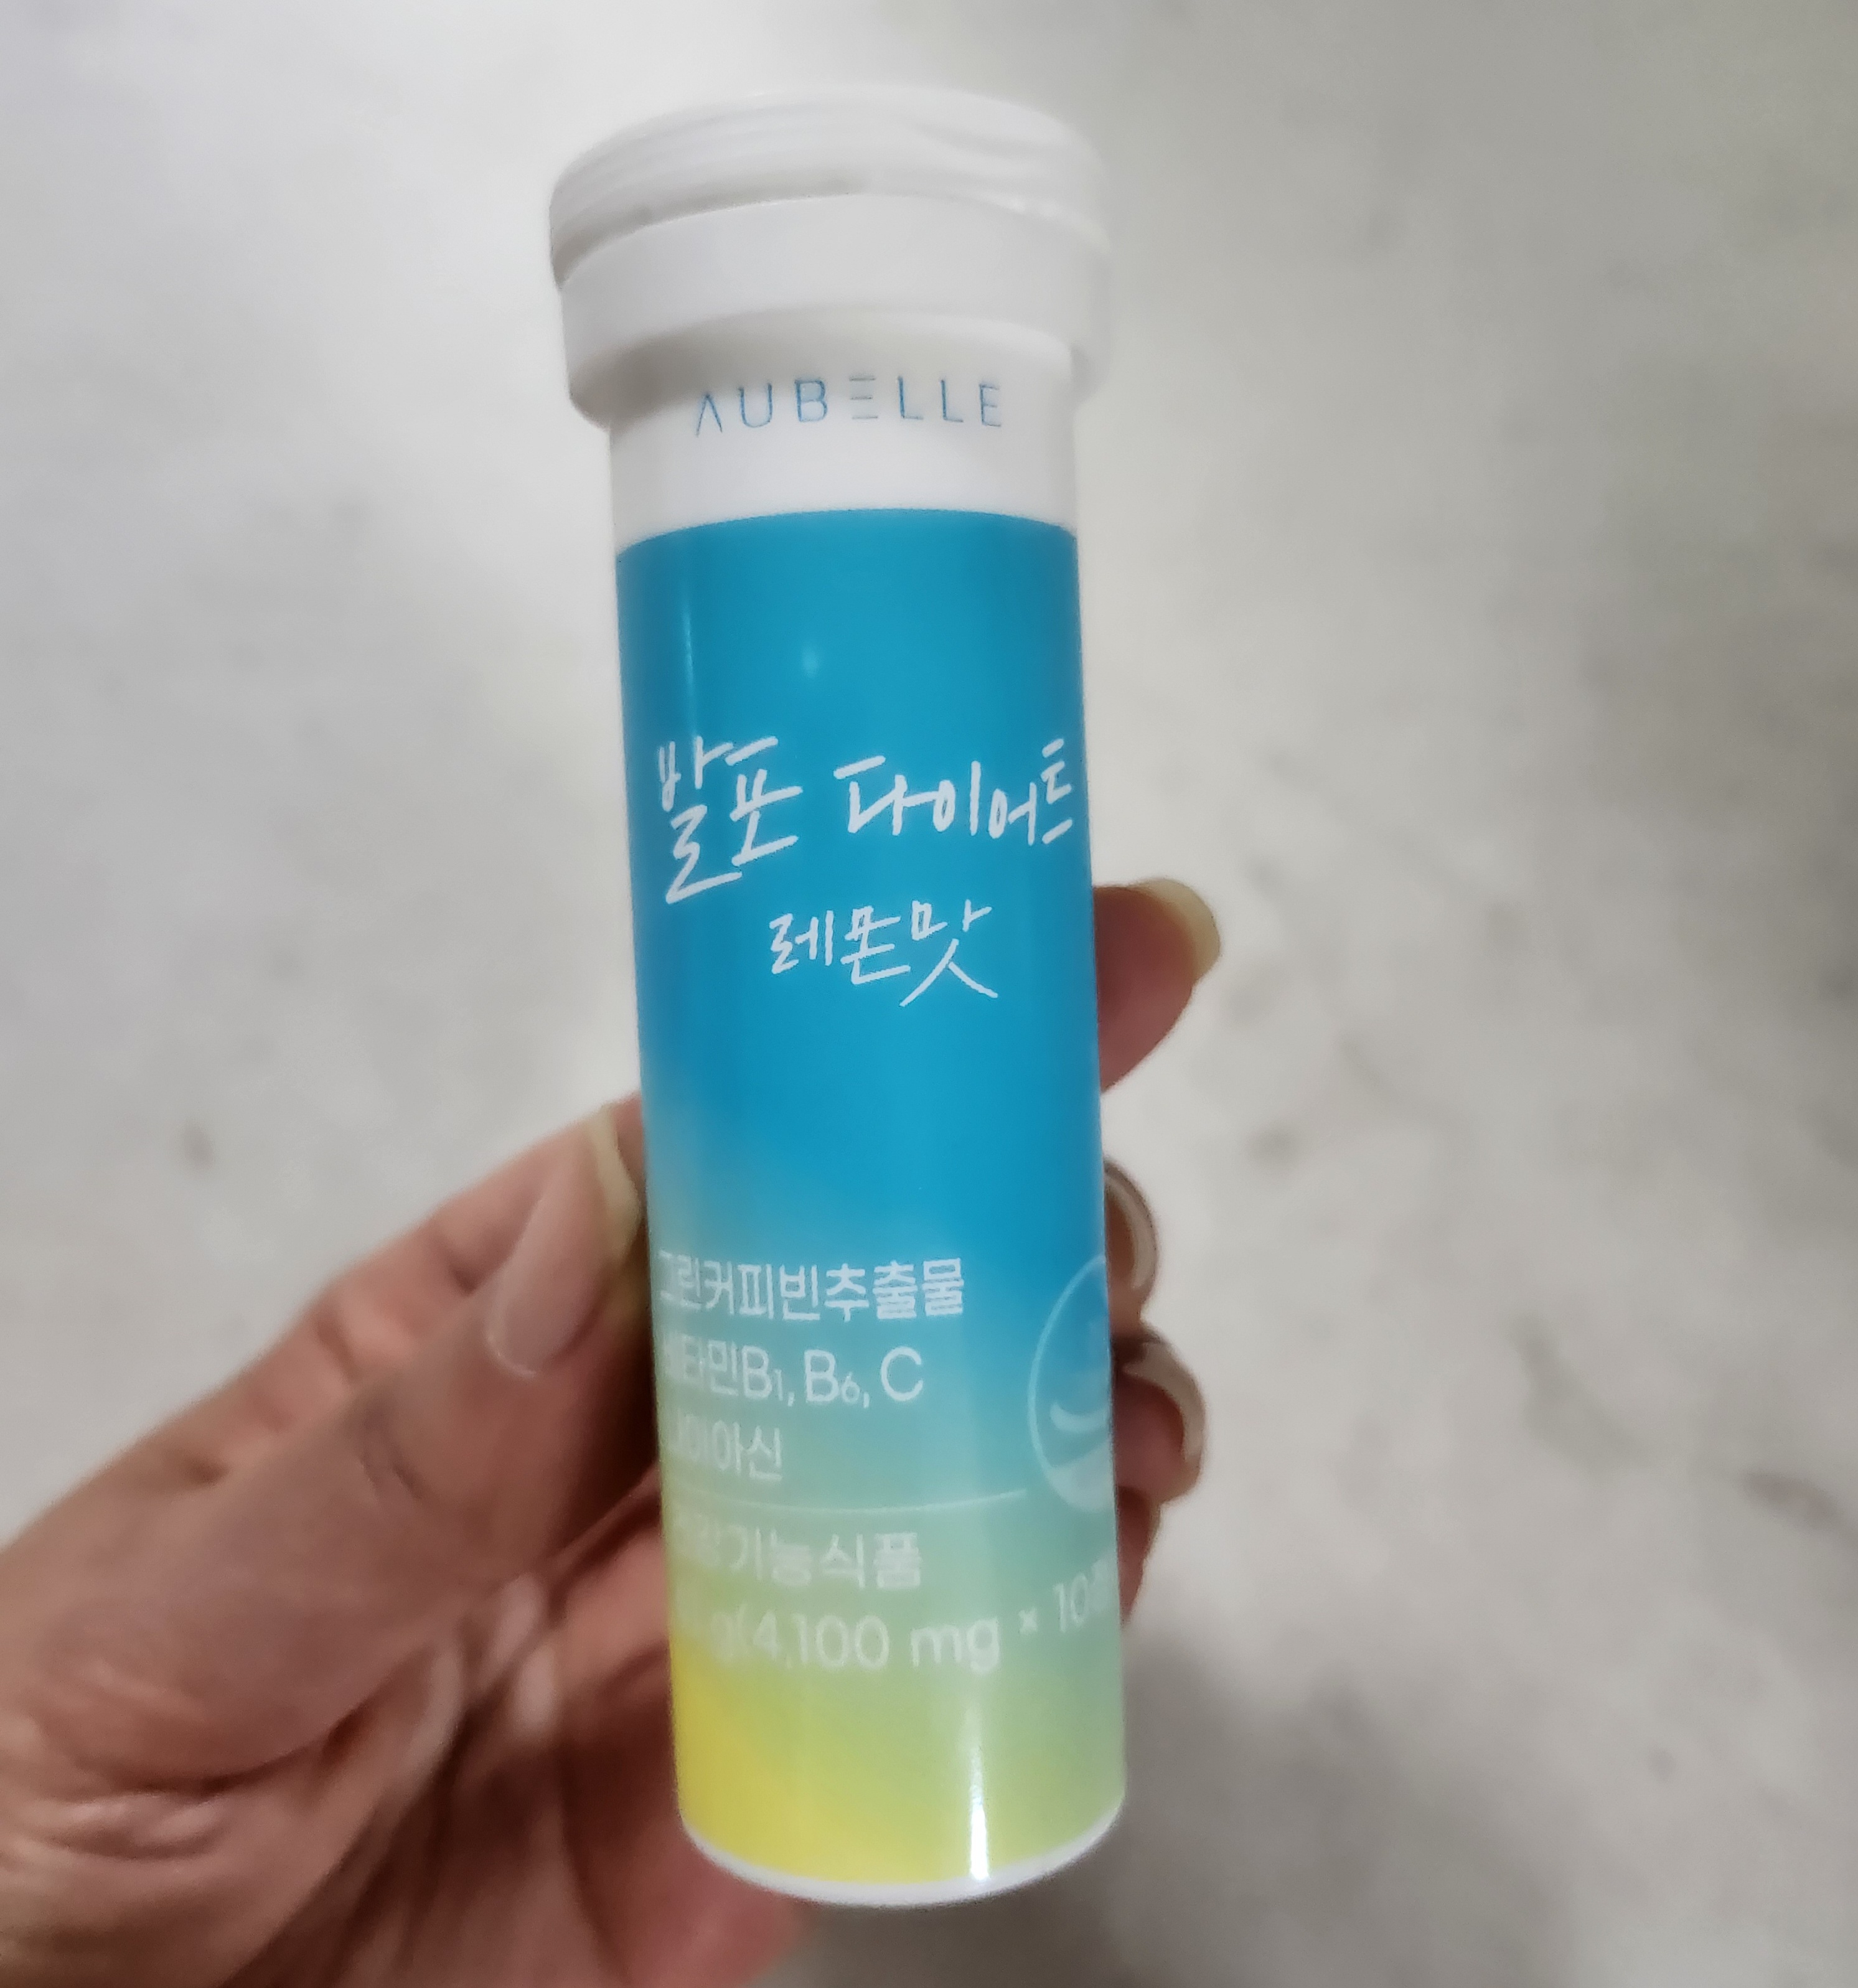 AUBELLE
발포 다이어트
레몬맛
그린커피빈추출물
비타민B1, B6, C
나이아신
건강기능식품
g(4,100 mg × 10